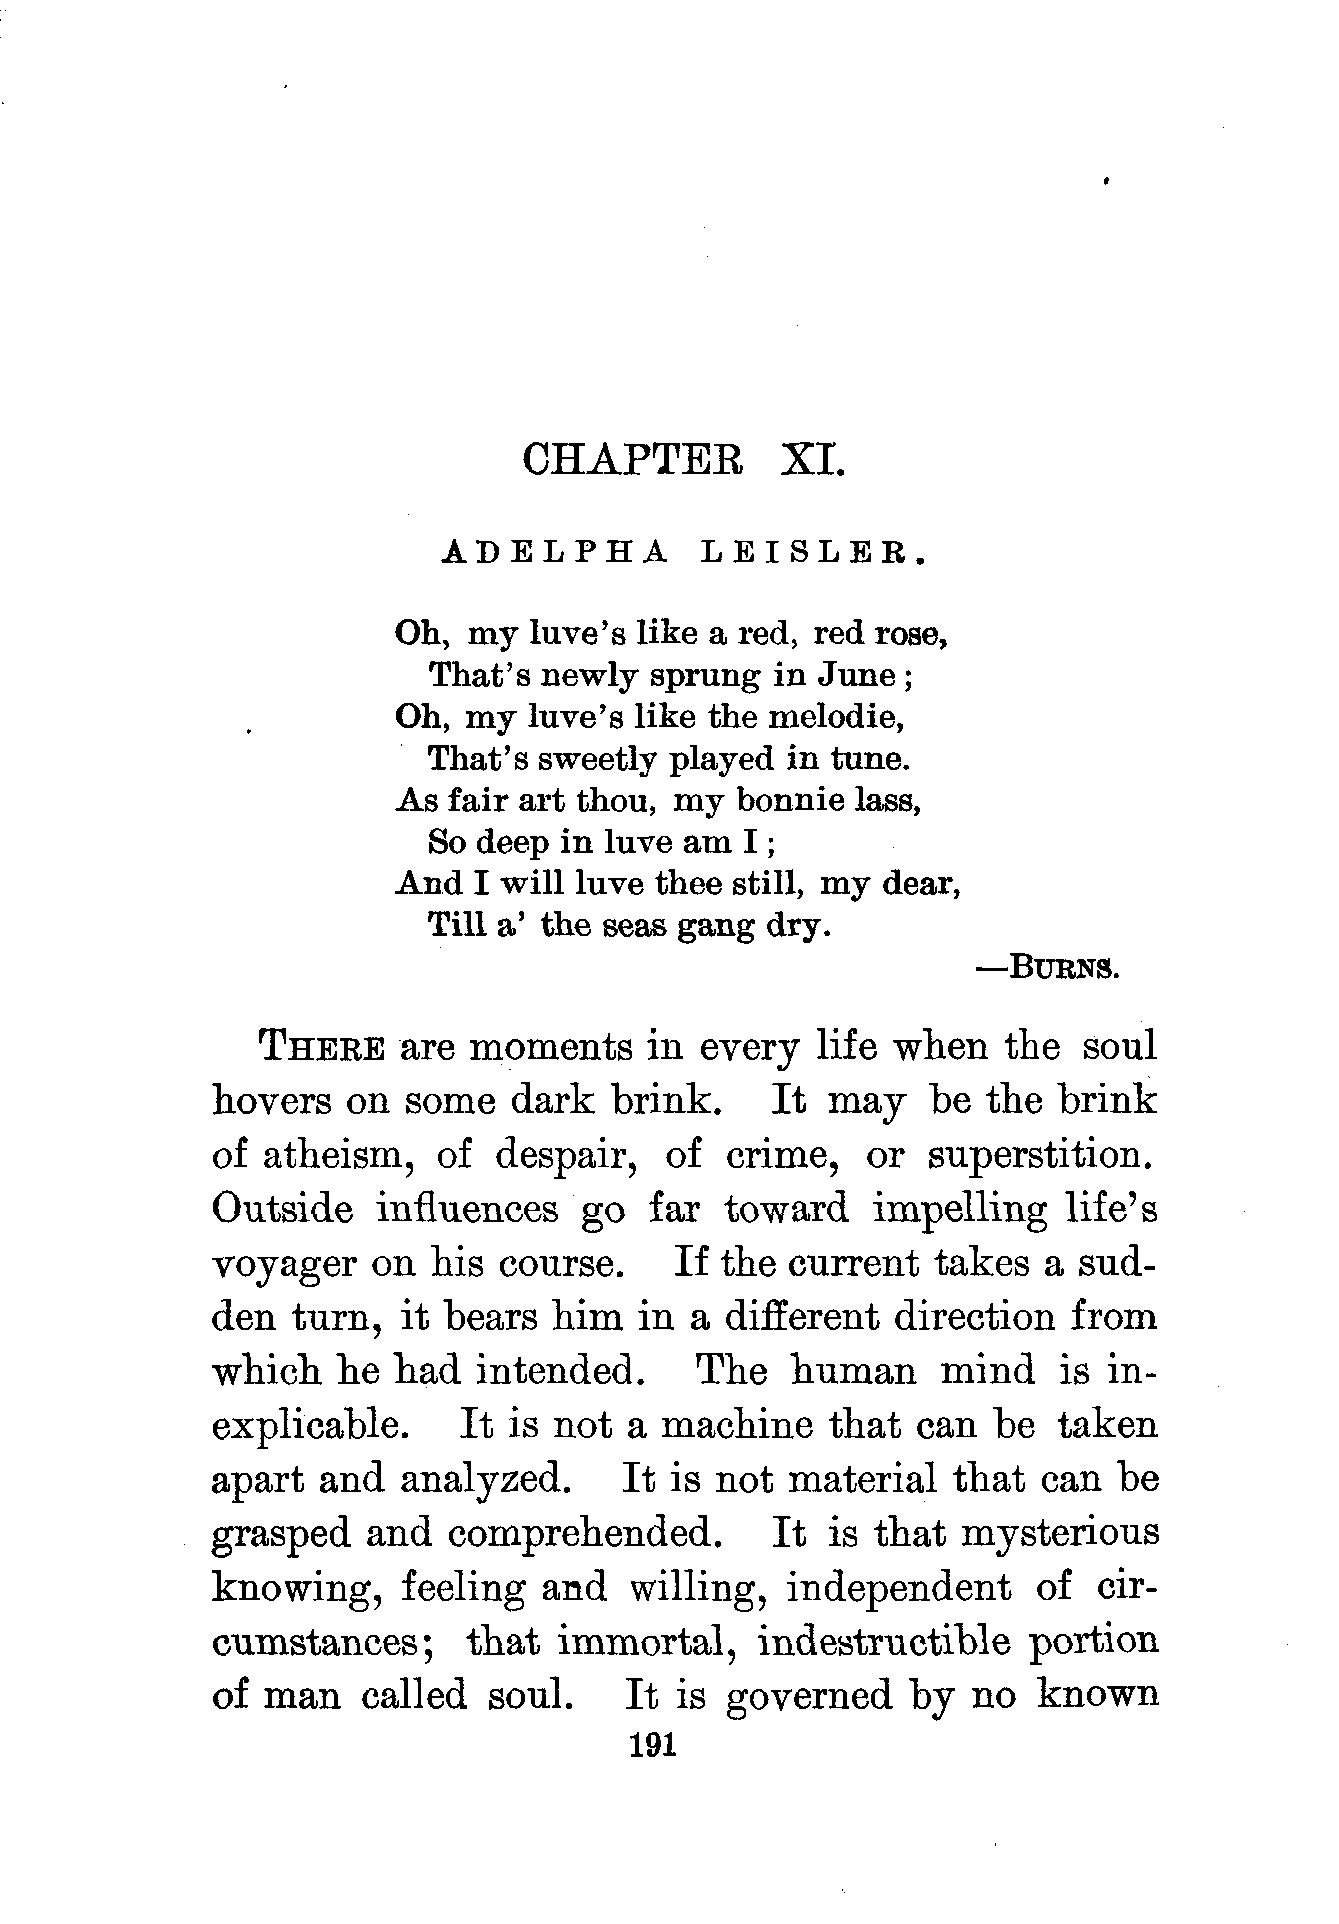 CHAPTER XI.
ADELPHA LEISLER.
Oh, my luve's like a red, red rose,
That's newly sprung in June;
Oh, my luve's like the melodie,
That's sweetly played in tune.
As fair art thou, my bonnie lass,
So deep in luve am I;
And I will luve thee still, my dear,
Till a' the seas gang dry.
—BURNS.
THERE are moments in every life when the soul
hovers on some dark brink. It may be the brink
of atheism, of despair, of crime, or superstition.
Outside influences go far toward impelling life's
voyager on his course. If the current takes a sud-
den turn, it bears him in a different direction from
which he had intended. The human mind is in-
explicable. It is not a machine that can be taken
apart and analyzed. It is not material that can be
grasped and comprehended. It is that mysterious
knowing, feeling and willing, independent of cir-
cumstances; that immortal, indestructible portion
of man called soul. It is governed by no known
191